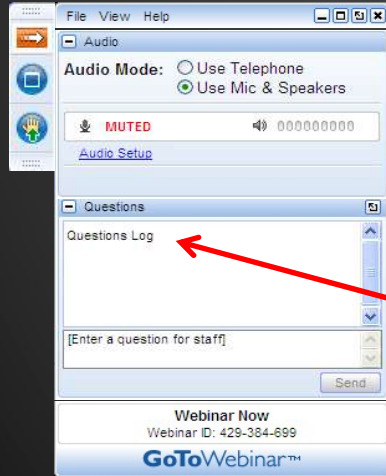 File View Help
Audio
Audio Mode: Use Telephone
Use Mic & Speakers
MUTED 000000000
Audio Setup
Questions
Questions Log
[Enter a question for staff]
Send
Webinar Now
Webinar ID: 429-384-699
GoToWebinar™